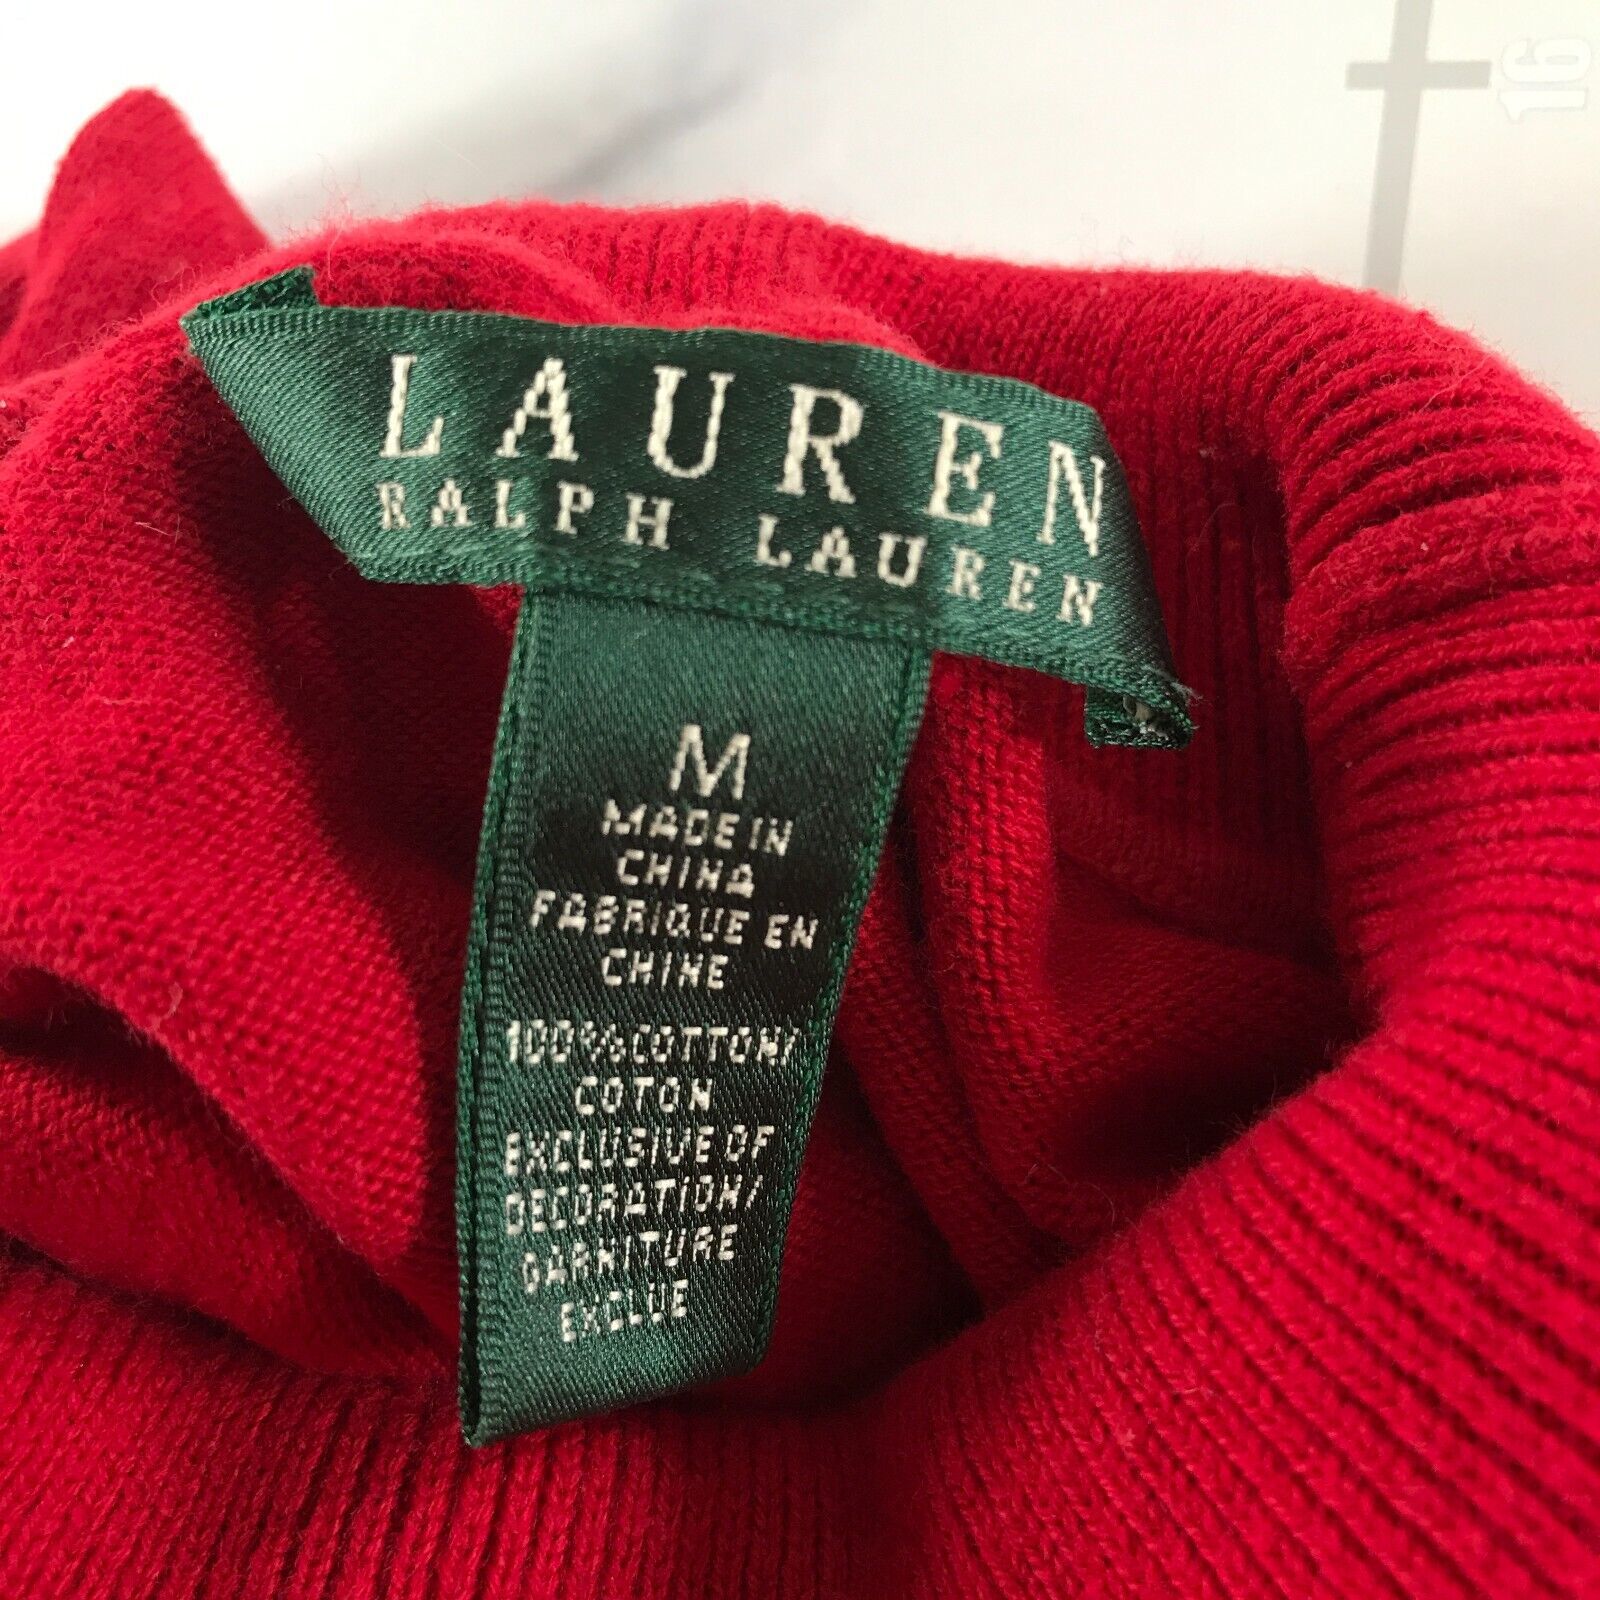 LAUREN
RALPH LAUREN
M
MADE IN
CHINA
FABRIQUE EN
CHINE
100%COTTON/
COTON
EXCLUSIVE OF
DECORATION/
GARNITURE
EXCLUE
16